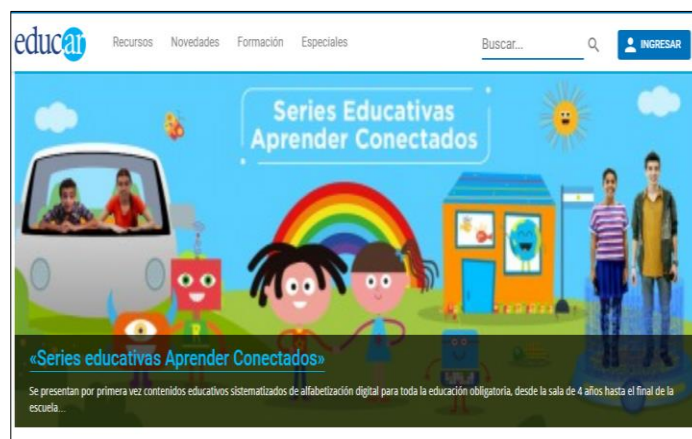 educar
Recursos Novedades Formación Especiales Buscar... INGRESAR
Series Educativas
Aprender Conectados
R
«Series educativas Aprender Conectados»
Se presentan por primera vez contenidos educativos sistematizados de alfabetización digital para toda la educación obligatoria, desde la sala de 4 años hasta el final de la
escuela...